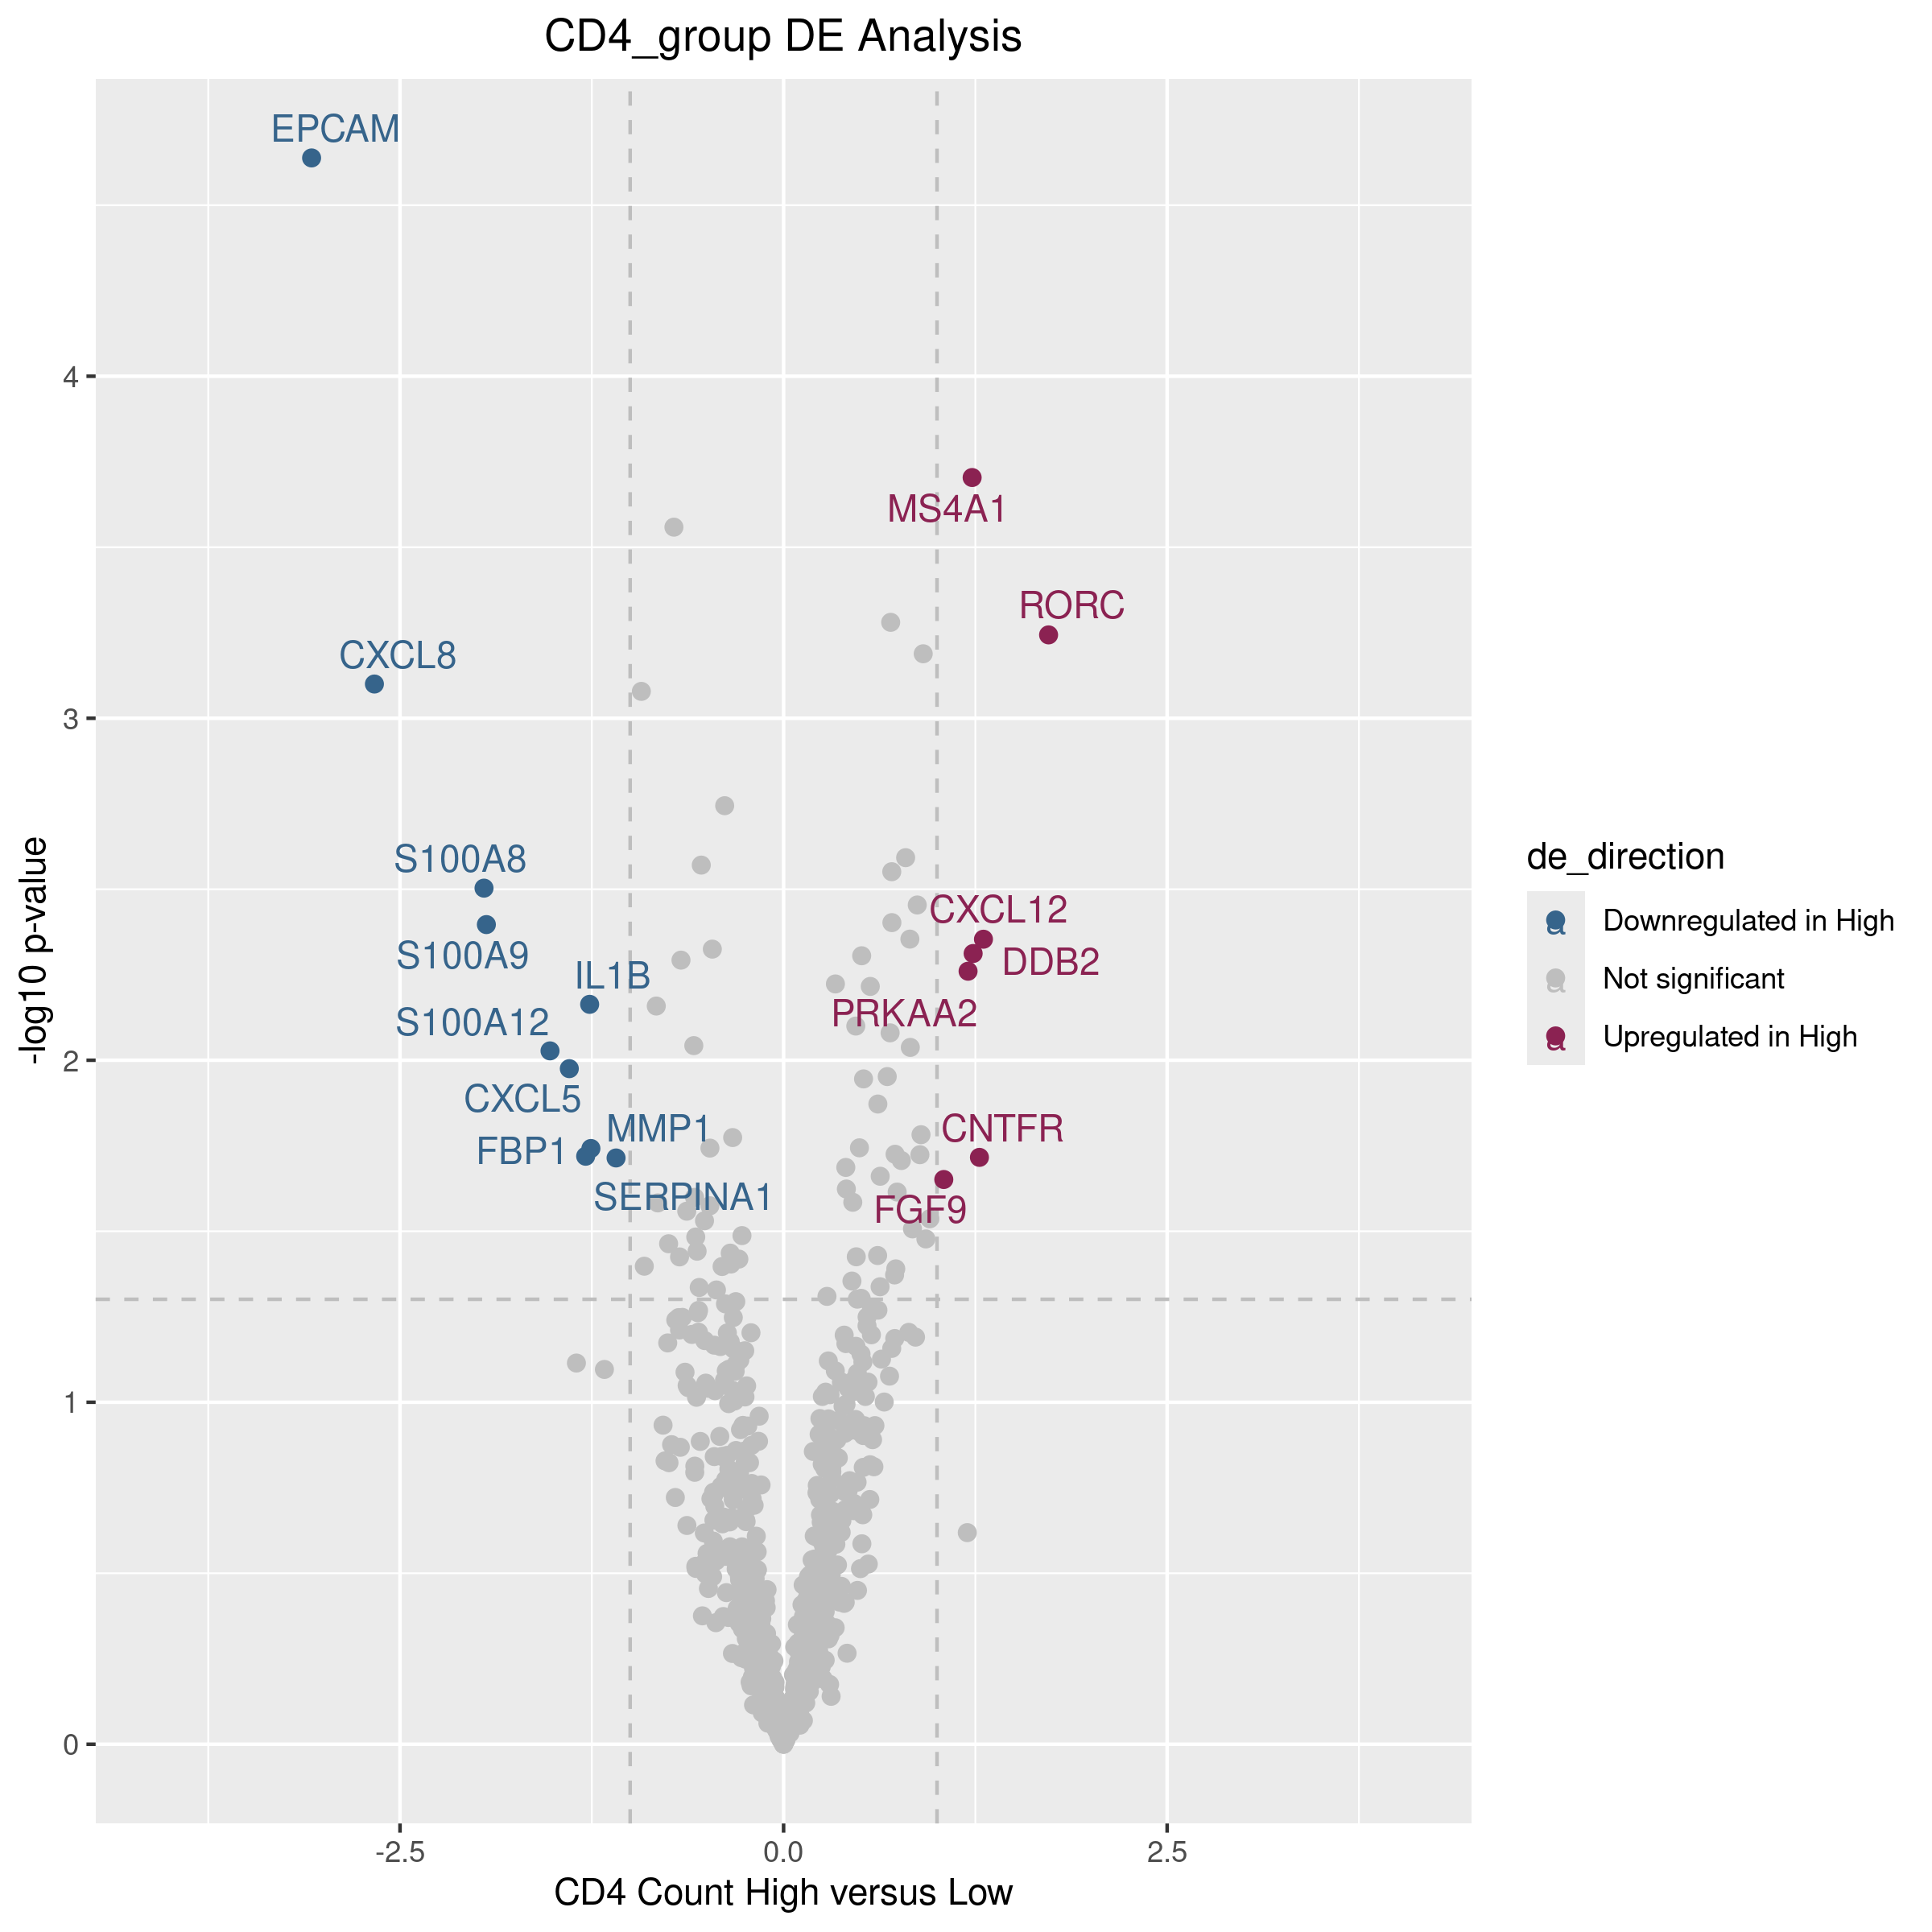 CD4_group DE Analysis
EPCAM
MS4A1
RORC
CXCL8
S100A8
CXCL12
S100A9
DDB2
IL1B
PRKAA2
S100A12
CXCL5
MMP1
CNTFR
FBP1
SERPINA1
FGF9
4
3
2
1
0
-2.5
0.0
2.5
-log10 p-value
CD4 Count High versus Low
de_direction
a Downregulated in High
a Not significant
a Upregulated in High